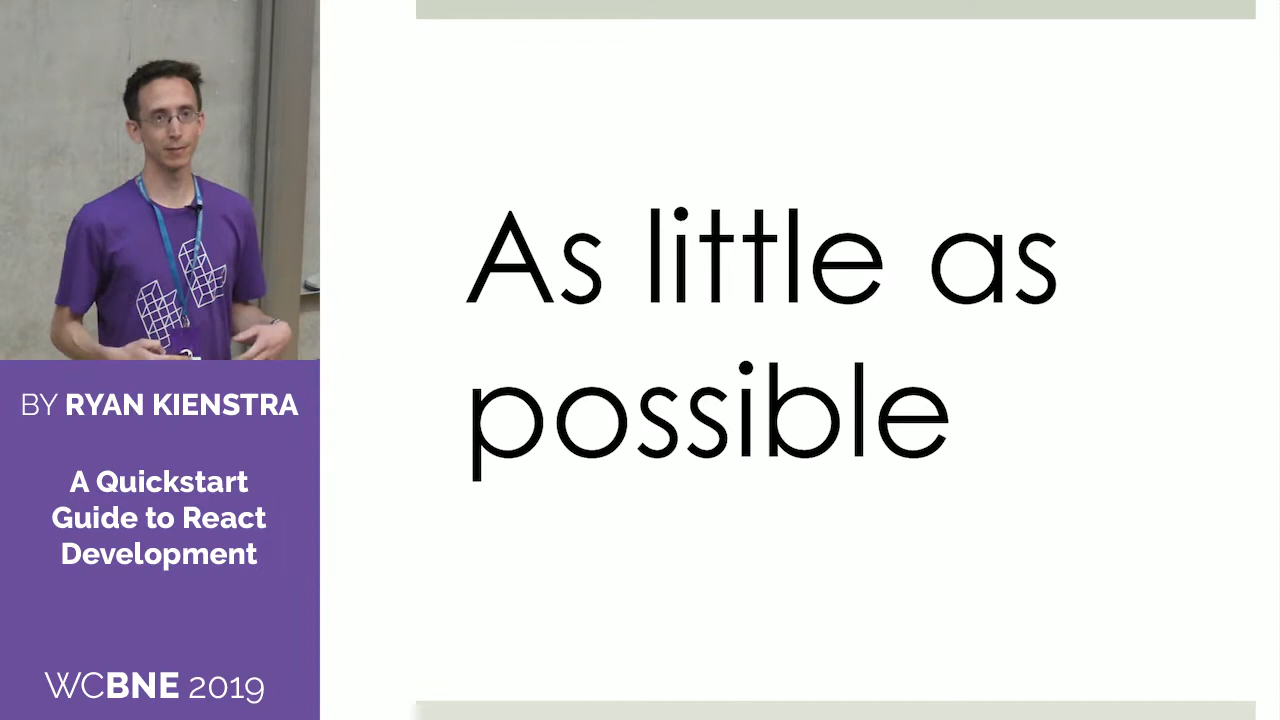 BY RYAN KIENSTRA
A Quickstart
Guide to React
Development
WCBNE 2019
As little as
possible